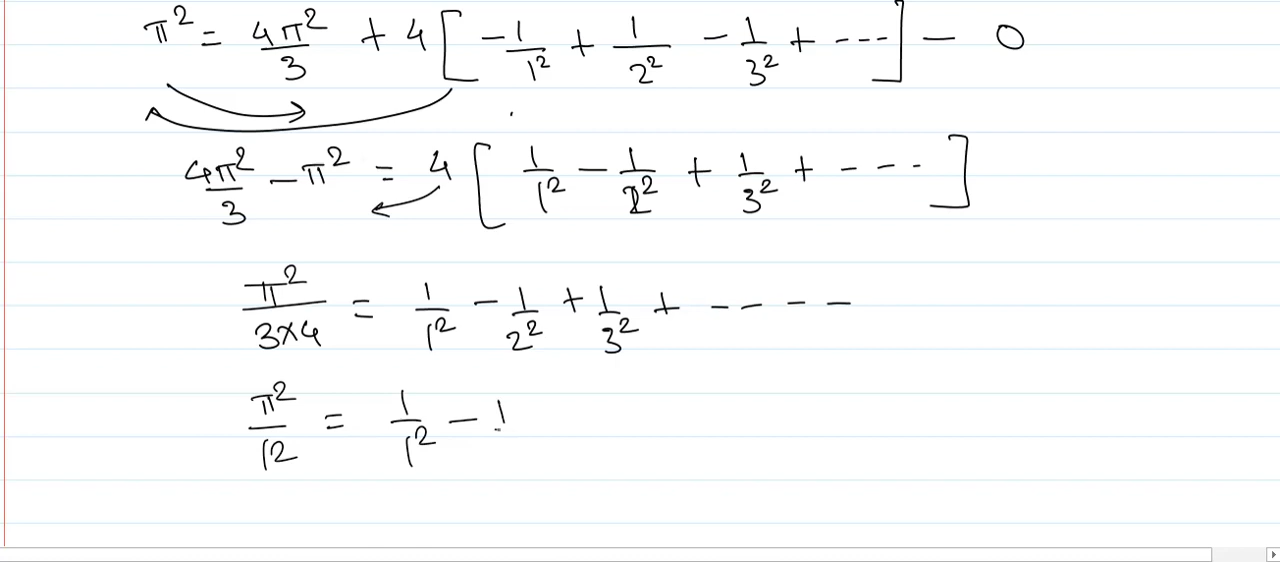 π² = 4π²/3 + 4 [ -1/1² + 1/2² - 1/3² + --- ] - 0
4π²/3 - π² = 4 [ 1/1² - 1/2² + 1/3² + ---- ]
π²/3×4 = 1/1² - 1/2² + 1/3² + ----
π²/12 = 1/1² - 1